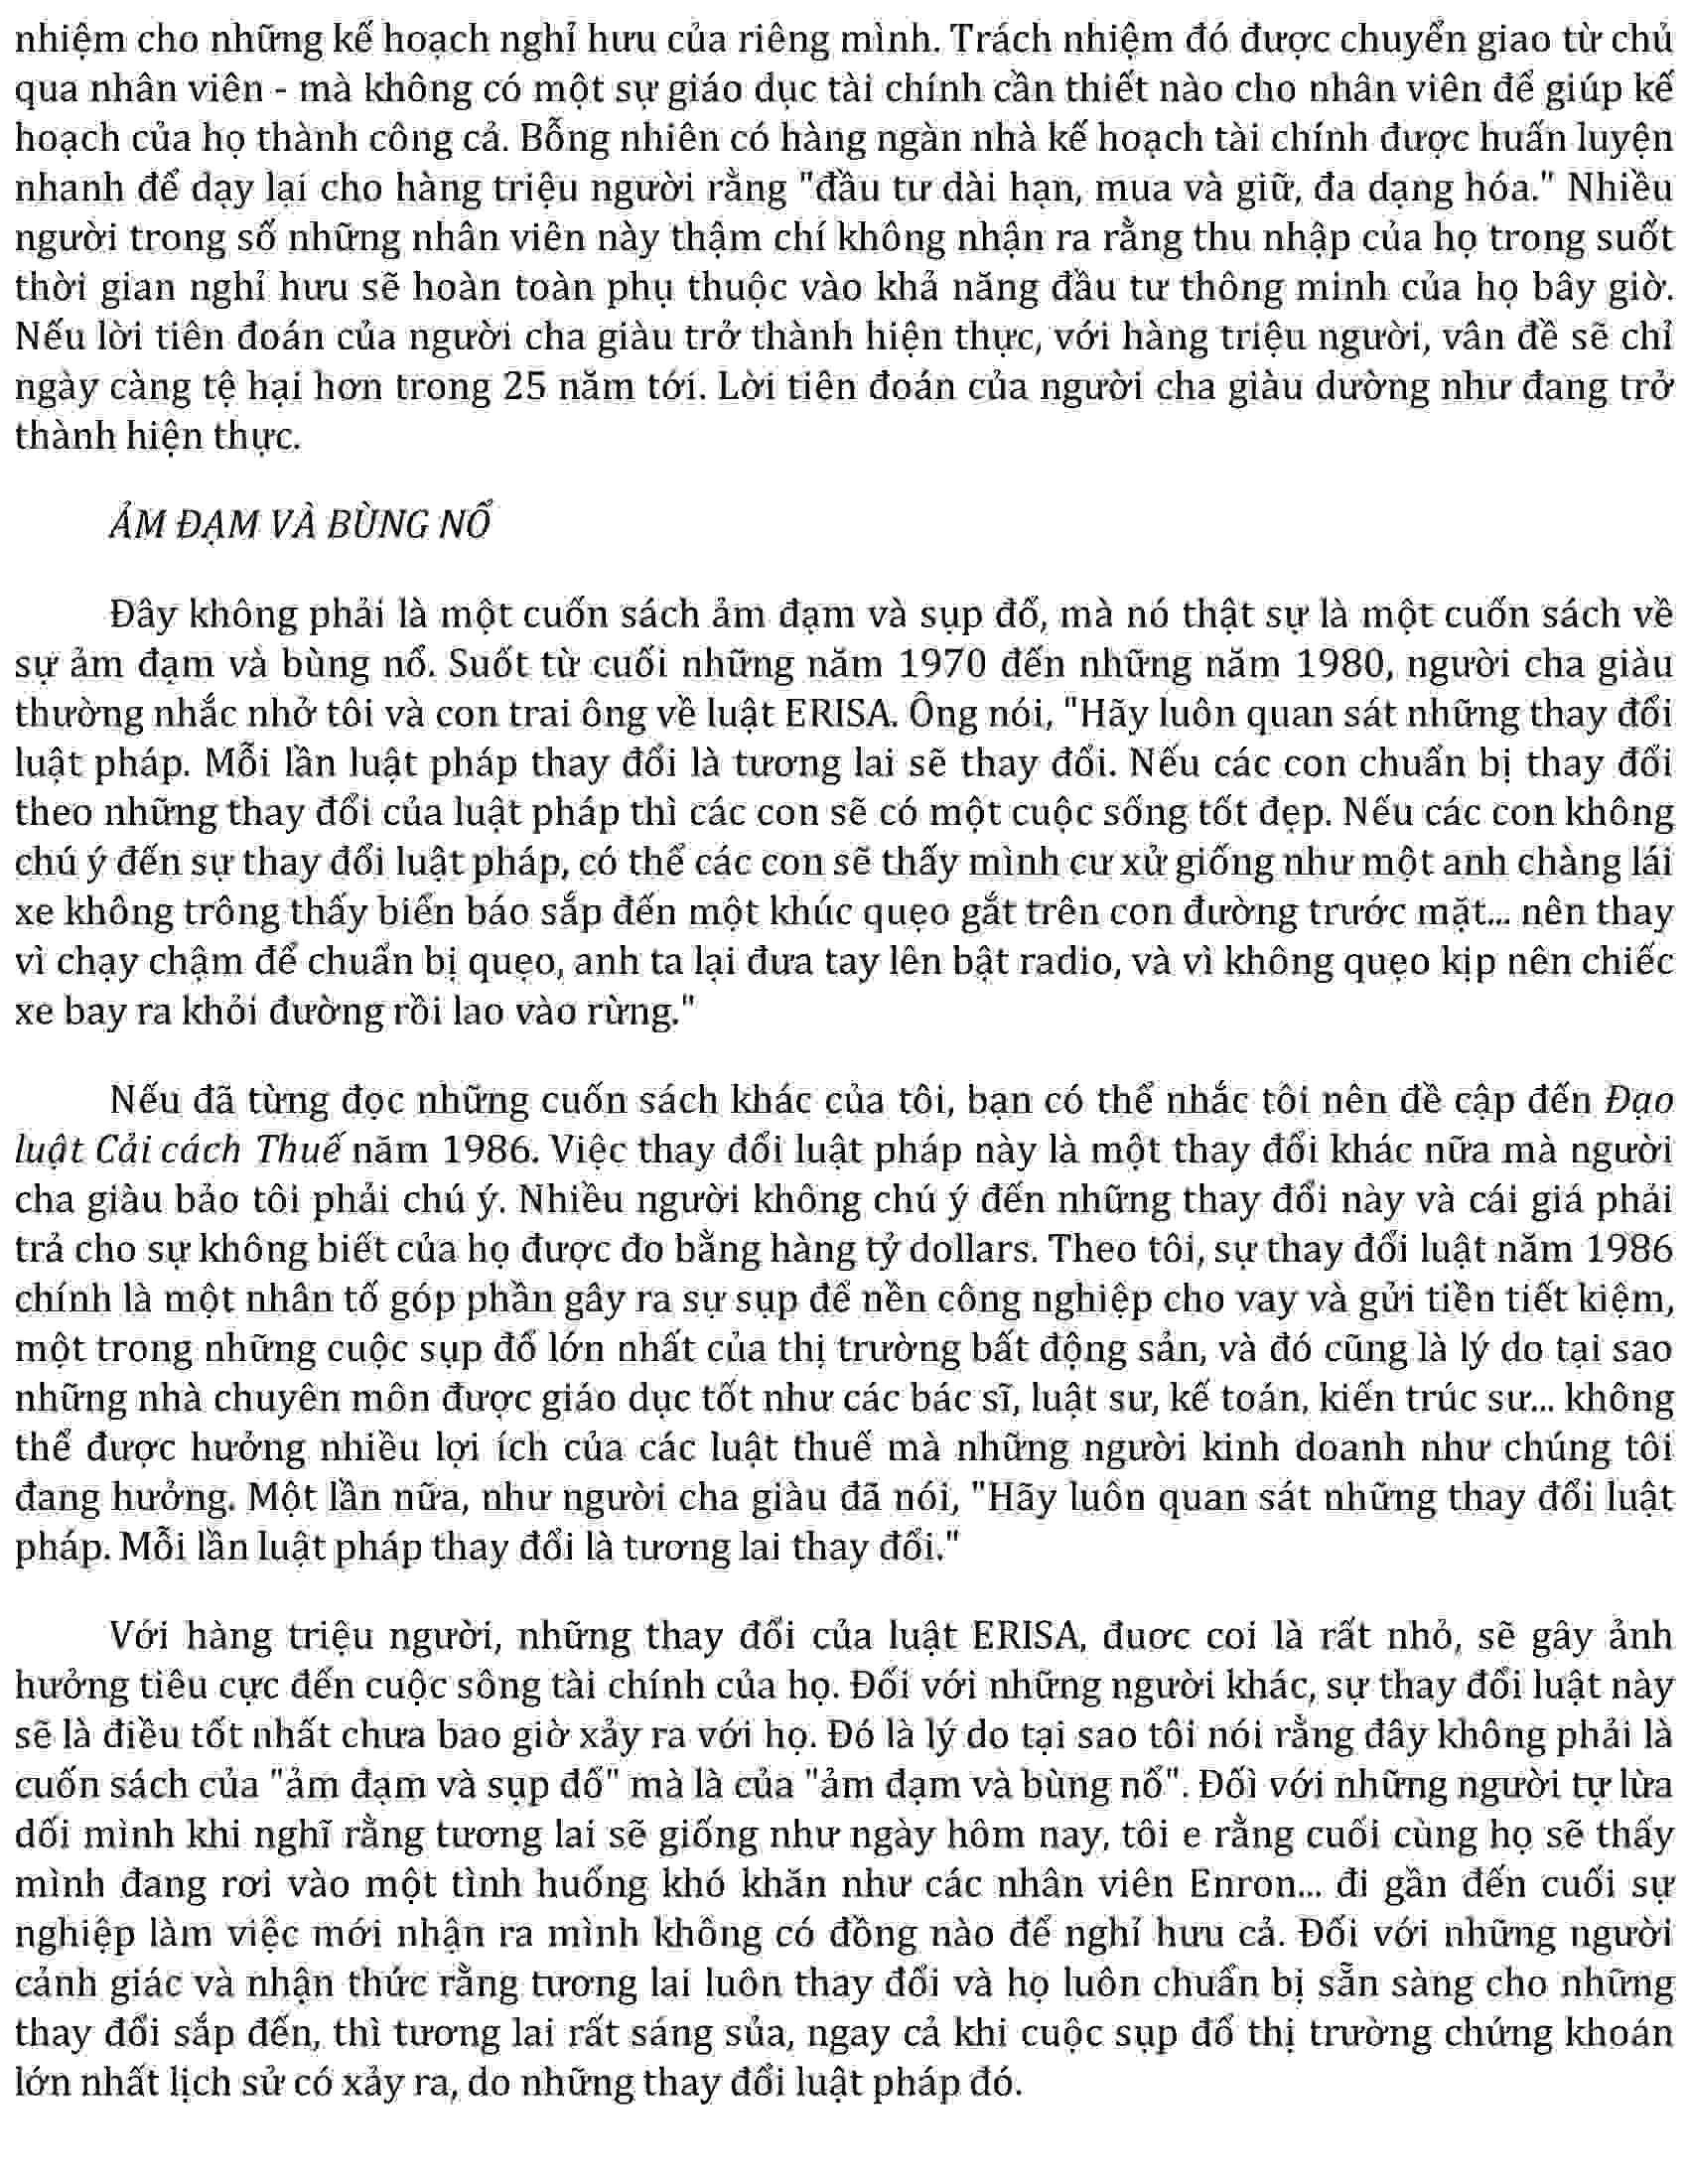 nhiệm cho những kế hoạch nghỉ hưu của riêng mình. Trách nhiệm đó được chuyển giao từ chủ
qua nhân viên - mà không có một sự giáo dục tài chính cần thiết nào cho nhân viên để giúp kế
hoạch của họ thành công cả. Bỗng nhiên có hàng ngàn nhà kế hoạch tài chính được huấn luyện
nhanh để dạy lại cho hàng triệu người rằng "đầu tư dài hạn, mua và giữ, đa dạng hóa." Nhiều
người trong số những nhân viên này thậm chí không nhận ra rằng thu nhập của họ trong suốt
thời gian nghỉ hưu sẽ hoàn toàn phụ thuộc vào khả năng đầu tư thông minh của họ bây giờ.
Nếu lời tiên đoán của người cha giàu trở thành hiện thực, với hàng triệu người, vân đề sẽ chỉ
ngày càng tệ hại hơn trong 25 năm tới. Lời tiên đoán của người cha giàu dường như đang trở
thành hiện thực.
ẢM ĐẠM VÀ BÙNG NỔ
Đây không phải là một cuốn sách ảm đạm và sụp đổ, mà nó thật sự là một cuốn sách về
sự ảm đạm và bùng nổ. Suốt từ cuối những năm 1970 đến những năm 1980, người cha giàu
thường nhắc nhở tôi và con trai ông về luật ERISA. Ông nói, "Hãy luôn quan sát những thay đổi
luật pháp. Mỗi lần luật pháp thay đổi là tương lai sẽ thay đổi. Nếu các con chuẩn bị thay đổi
theo những thay đổi của luật pháp thì các con sẽ có một cuộc sống tốt đẹp. Nếu các con không
chú ý đến sự thay đổi luật pháp, có thể các con sẽ thấy mình cư xử giống như một anh chàng lái
xe không trông thấy biển báo sắp đến một khúc quẹo gắt trên con đường trước mặt... nên thay
vì chạy chậm để chuẩn bị quẹo, anh ta lại đưa tay lên bật radio, và vì không quẹo kịp nên chiếc
xe bay ra khỏi đường rồi lao vào rừng."
Nếu đã từng đọc những cuốn sách khác của tôi, bạn có thể nhắc tôi nên đề cập đến Đạo
luật Cải cách Thuế năm 1986. Việc thay đổi luật pháp này là một thay đổi khác nữa mà người
cha giàu bảo tôi phải chú ý. Nhiều người không chú ý đến những thay đổi này và cái giá phải
trả cho sự không biết của họ được đo bằng hàng tỷ dollars. Theo tôi, sự thay đổi luật năm 1986
chính là một nhân tố góp phần gây ra sự sụp để nền công nghiệp cho vay và gửi tiền tiết kiệm,
một trong những cuộc sụp đổ lớn nhất của thị trường bất động sản, và đó cũng là lý do tại sao
những nhà chuyên môn được giáo dục tốt như các bác sĩ, luật sư, kế toán, kiến trúc sư... không
thể được hưởng nhiều lợi ích của các luật thuế mà những người kinh doanh như chúng tôi
đang hưởng. Một lần nữa, như người cha giàu đã nói, "Hãy luôn quan sát những thay đổi luật
pháp. Mỗi lần luật pháp thay đổi là tương lai thay đổi."
Với hàng triệu người, những thay đổi của luật ERISA, đuơc coi là rất nhỏ, sẽ gây ảnh
hưởng tiêu cực đến cuộc sông tài chính của họ. Đối với những người khác, sự thay đổi luật này
sẽ là điều tốt nhất chưa bao giờ xảy ra với họ. Đó là lý do tại sao tôi nói rằng đây không phải là
cuốn sách của "ảm đạm và sụp đổ" mà là của "ảm đạm và bùng nổ". Đối với những người tự lừa
dối mình khi nghĩ rằng tương lai sẽ giống như ngày hôm nay, tôi e rằng cuối cùng họ sẽ thấy
mình đang rơi vào một tình huống khó khăn như các nhân viên Enron... đi gần đến cuối sự
nghiệp làm việc mới nhận ra mình không có đồng nào để nghỉ hưu cả. Đối với những người
cảnh giác và nhận thức rằng tương lai luôn thay đổi và họ luôn chuẩn bị sẵn sàng cho những
thay đổi sắp đến, thì tương lai rất sáng sủa, ngay cả khi cuộc sụp đổ thị trường chứng khoán
lớn nhất lịch sử có xảy ra, do những thay đổi luật pháp đó.